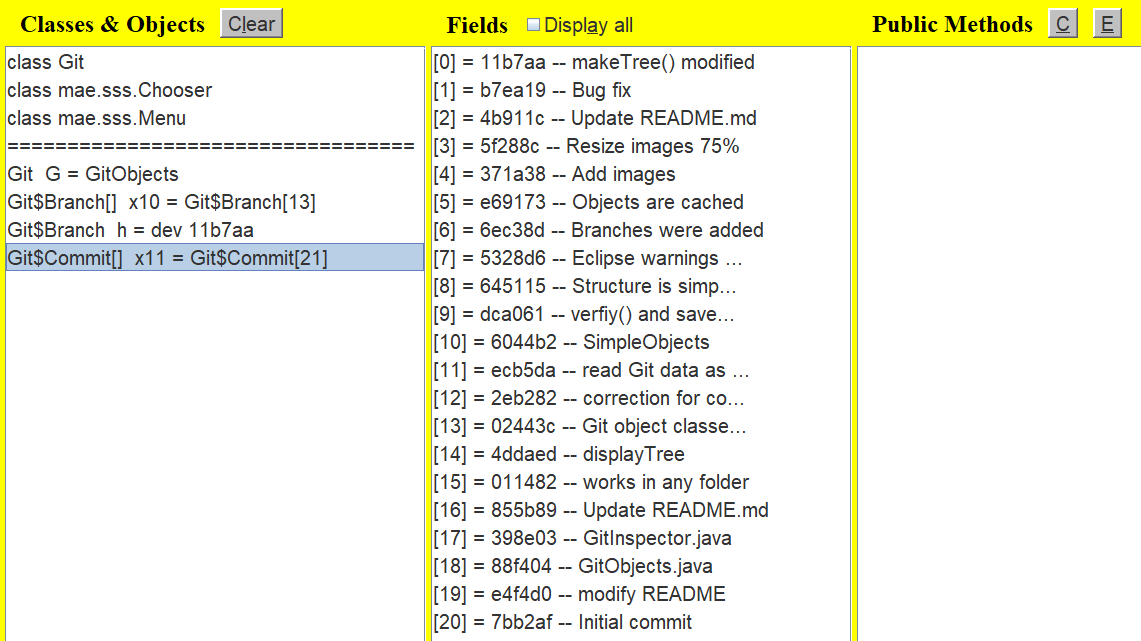 Classes & Objects Clear
class Git
class mae.sss.Chooser
class mae.sss.Menu
==================================
Git  G = GitObjects
Git$Branch[]  x10 = Git$Branch[13]
Git$Branch  h = dev 11b7aa
Git$Commit[]  x11 = Git$Commit[21]
Fields Display all
[0] = 11b7aa -- makeTree() modified
[1] = b7ea19 -- Bug fix
[2] = 4b911c -- Update README.md
[3] = 5f288c -- Resize images 75%
[4] = 371a38 -- Add images
[5] = e69173 -- Objects are cached
[6] = 6ec38d -- Branches were added
[7] = 5328d6 -- Eclipse warnings ...
[8] = 645115 -- Structure is simp...
[9] = dca061 -- verfiy() and save...
[10] = 6044b2 -- SimpleObjects
[11] = ecb5da -- read Git data as ...
[12] = 2eb282 -- correction for co...
[13] = 02443c -- Git object classe...
[14] = 4ddaed -- displayTree
[15] = 011482 -- works in any folder
[16] = 855b89 -- Update README.md
[17] = 398e03 -- GitInspector.java
[18] = 88f404 -- GitObjects.java
[19] = e4f4d0 -- modify README
[20] = 7bb2af -- Initial commit
Public Methods C E